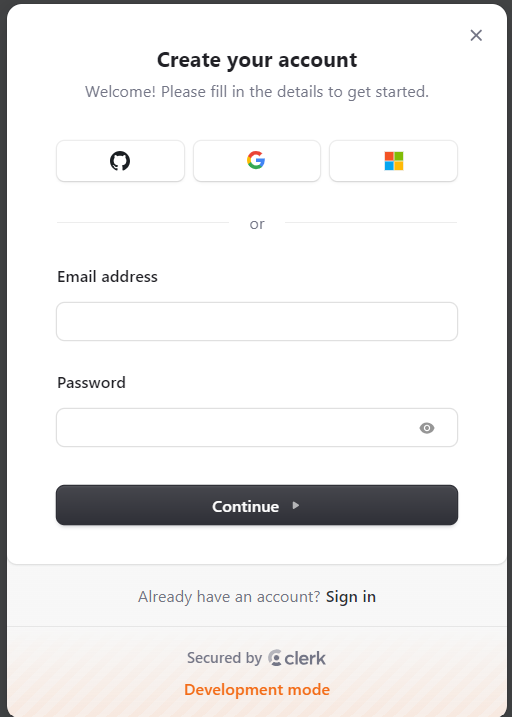 Create your account
Welcome! Please fill in the details to get started.
or
Email address
Password
Continue
Already have an account? Sign in
Secured by clerk
Development mode